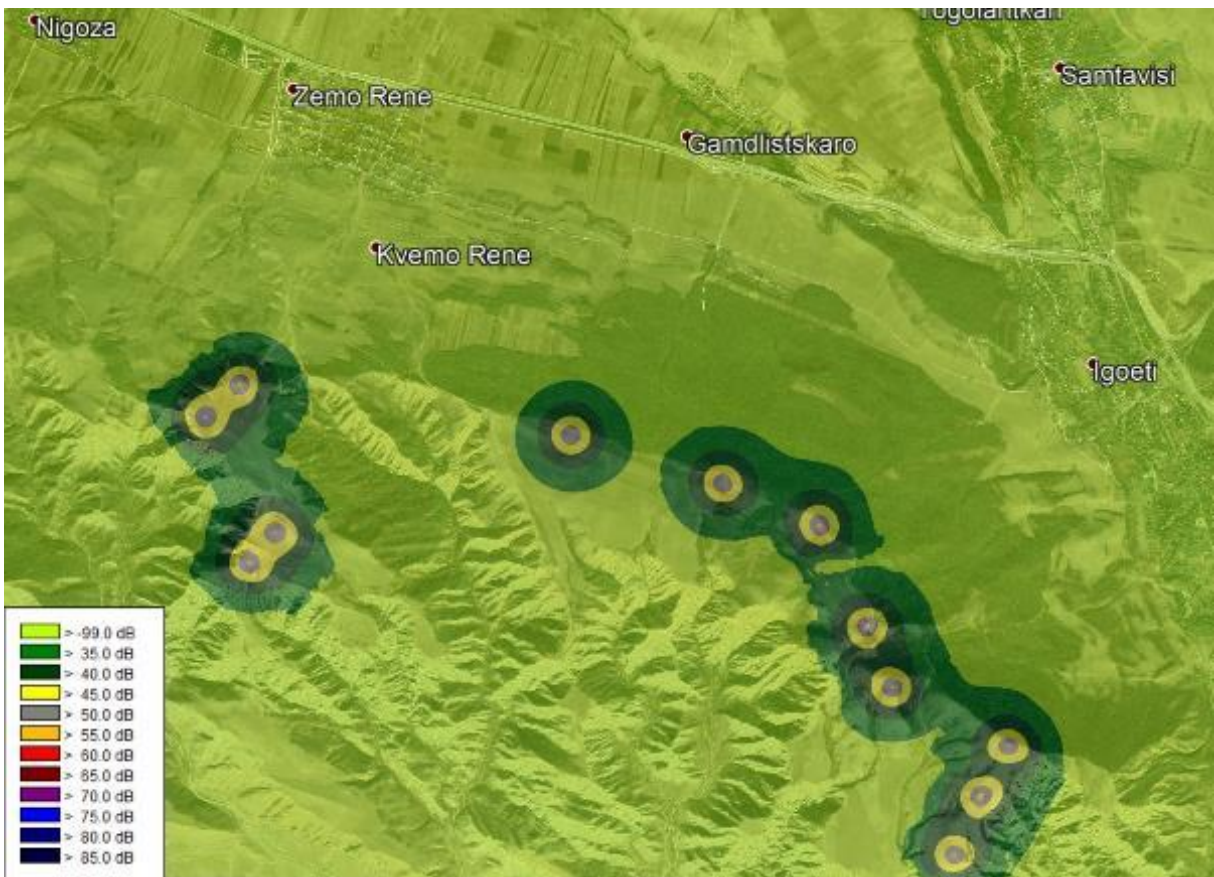 Nigoza
Samtavisi
Zemo Rene
Gamdlistskaro
Kvemo Rene
Igoeti
> -99.0 dB
> 35.0 dB
> 40.0 dB
> 45.0 dB
> 50.0 dB
> 55.0 dB
> 60.0 dB
> 65.0 dB
> 70.0 dB
> 75.0 dB
> 80.0 dB
> 85.0 dB